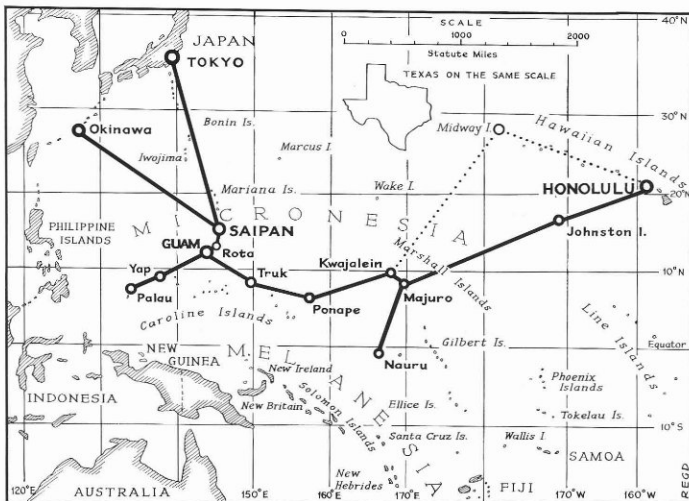 SCALE
0 500 1000 2000
Statute Miles
TEXAS ON THE SAME SCALE
40°N
JAPAN
TOKYO
30°N
Okinawa
Bonin Is.
Marcus I.
Midway I.
Hawaiian Islands
Iwojima
Mariana Is.
Wake I.
HONOLULU
20°N
MICRONESIA
PHILIPPINE
ISLANDS
SAIPAN
Johnston I.
GUAM
Rota
Yap
Truk
Kwajalein
Marshall Islands
10°N
Palau
Ponape
Majuro
Caroline Islands
Line Islands
Gilbert Is.
Equator
NEW
GUINEA
MELANESIA
Nauru
New Ireland
Phoenix
Islands
INDONESIA
New Britain
Solomon Islands
Ellice Is.
Tokelau Is.
10°S
Santa Cruz Is.
Wallis I.
SAMOA
New
Hebrides
120°E
AUSTRALIA
150°E
160°E
170°E
FIJI
170°W
160°W